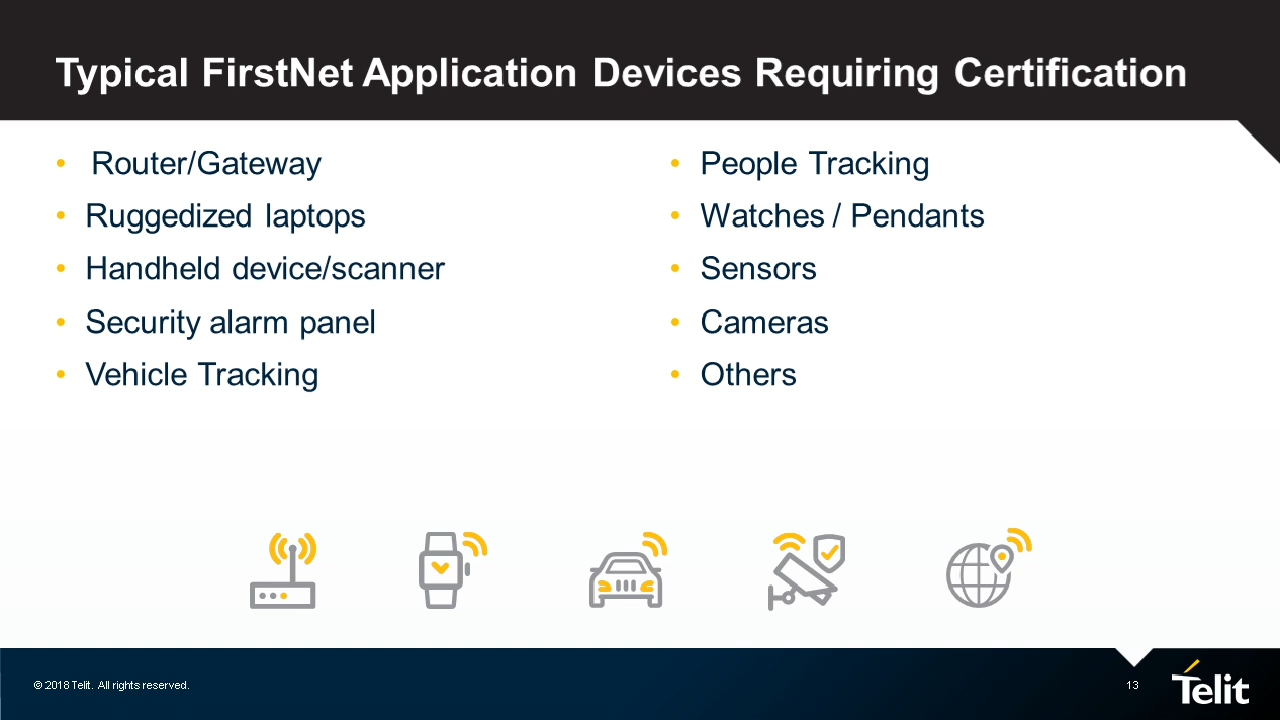 Typical FirstNet Application Devices Requiring Certification
• Router/Gateway
• Ruggedized laptops
• Handheld device/scanner
• Security alarm panel
• Vehicle Tracking
• People Tracking
• Watches / Pendants
• Sensors
• Cameras
• Others
© 2018 Telit. All rights reserved.
13
Telit